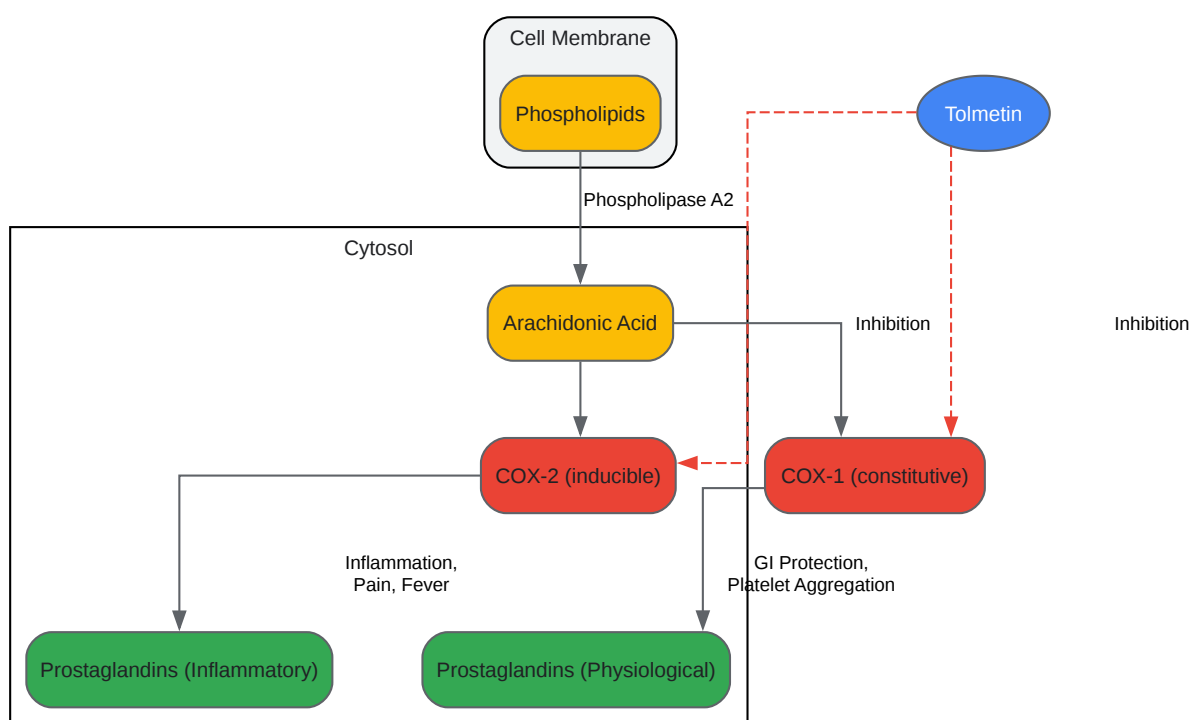 Cell Membrane
Phospholipids
Tolmetin
Phospholipase A2
Cytosol
Arachidonic Acid
Inhibition
Inhibition
COX-2 (inducible)
COX-1 (constitutive)
Inflammation,
Pain, Fever
GI Protection,
Platelet Aggregation
Prostaglandins (Inflammatory)
Prostaglandins (Physiological)